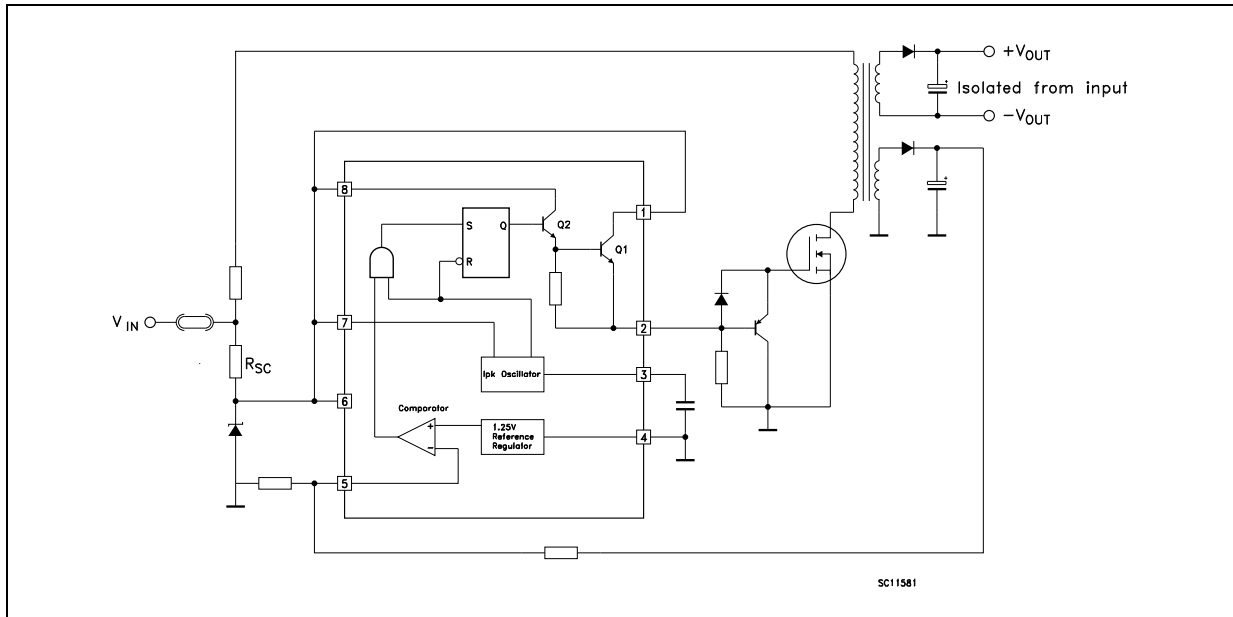 +VOUT
Isolated from input
-VOUT
8
1
S
Q
Q2
R
Q1
VIN
7
2
RSC
Ipk Oscillator
3
6
Comparator
+
-
1.25V
Reference
Regulator
4
5
SC11581